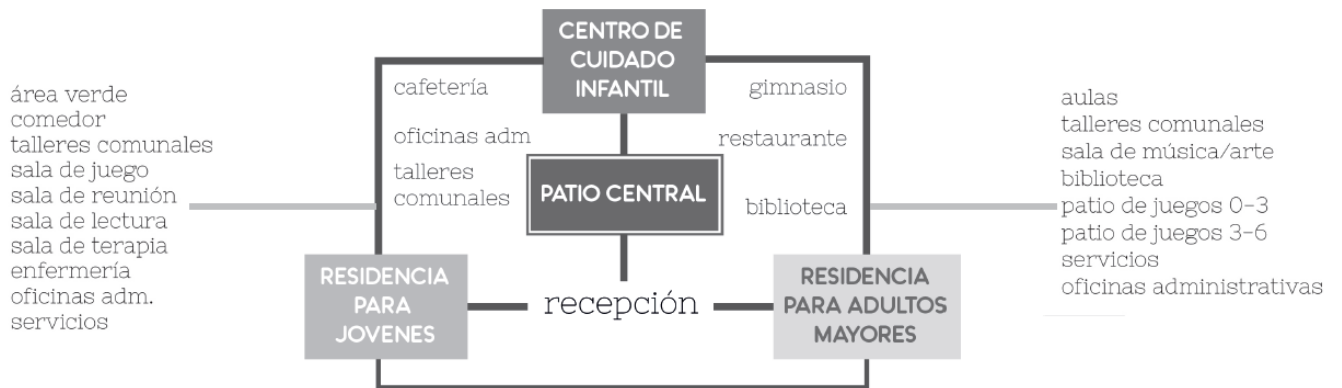 CENTRO DE
CUIDADO
INFANTIL
área verde
comedor
talleres comunales
sala de juego
sala de reunión
sala de lectura
sala de terapia
enfermería
oficinas adm.
servicios
cafetería
oficinas adm
talleres
comunales
PATIO CENTRAL
gimnasio
restaurante
biblioteca
aulas
talleres comunales
sala de música/arte
biblioteca
patio de juegos 0-3
patio de juegos 3-6
servicios
oficinas administrativas
RESIDENCIA
PARA
JOVENES
recepción
RESIDENCIA
PARA ADULTOS
MAYORES